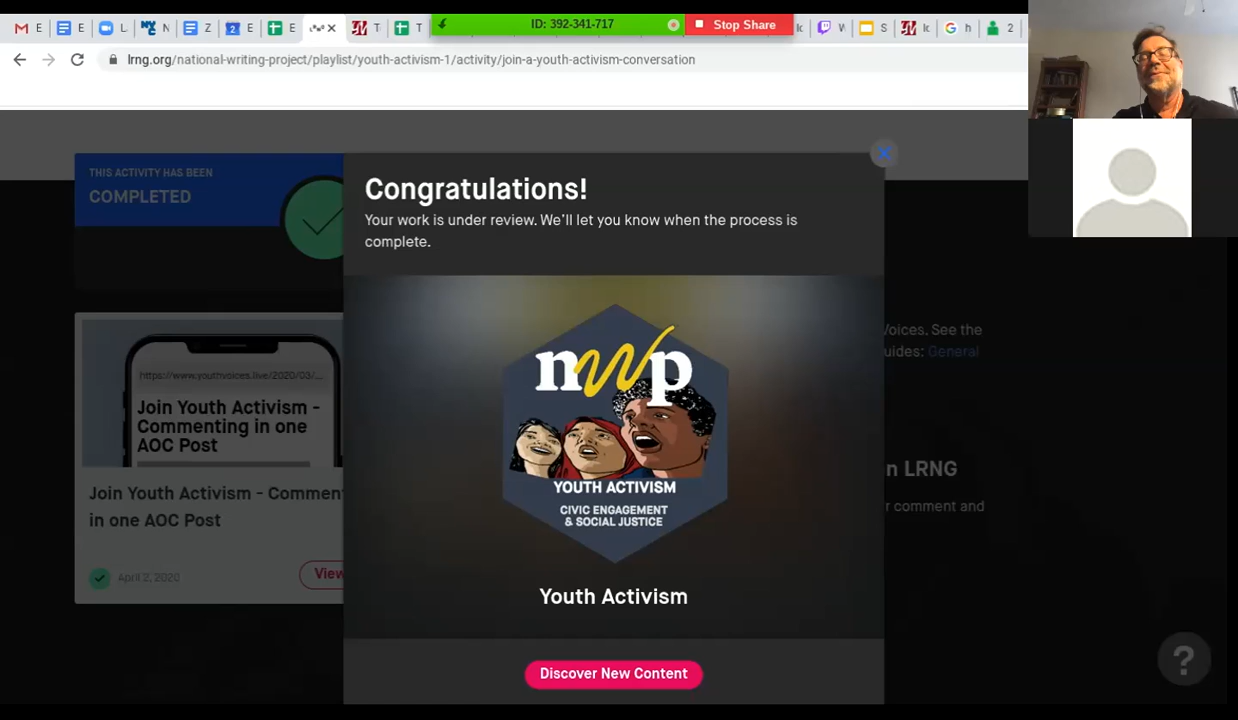 E
E
L
N
Z
E
E
T
T
ID: 392-341-717
Stop Share
k
W
S
k
h
2
lrng.org/national-writing-project/playlist/youth-activism-1/activity/join-a-youth-activism-conversation
THIS ACTIVITY HAS BEEN
COMPLETED
Congratulations!
Your work is under review. We'll let you know when the process is
complete.
nwp
YOUTH ACTIVISM
CIVIC ENGAGEMENT
& SOCIAL JUSTICE
Youth Activism
Discover New Content
https://www.youthvoices.live/2020/03/...
Join Youth Activism -
Commenting in one
AOC Post
Join Youth Activism - Comment
in one AOC Post
April 2, 2020
View
Voices. See the
uides: General
n LRNG
r comment and
?